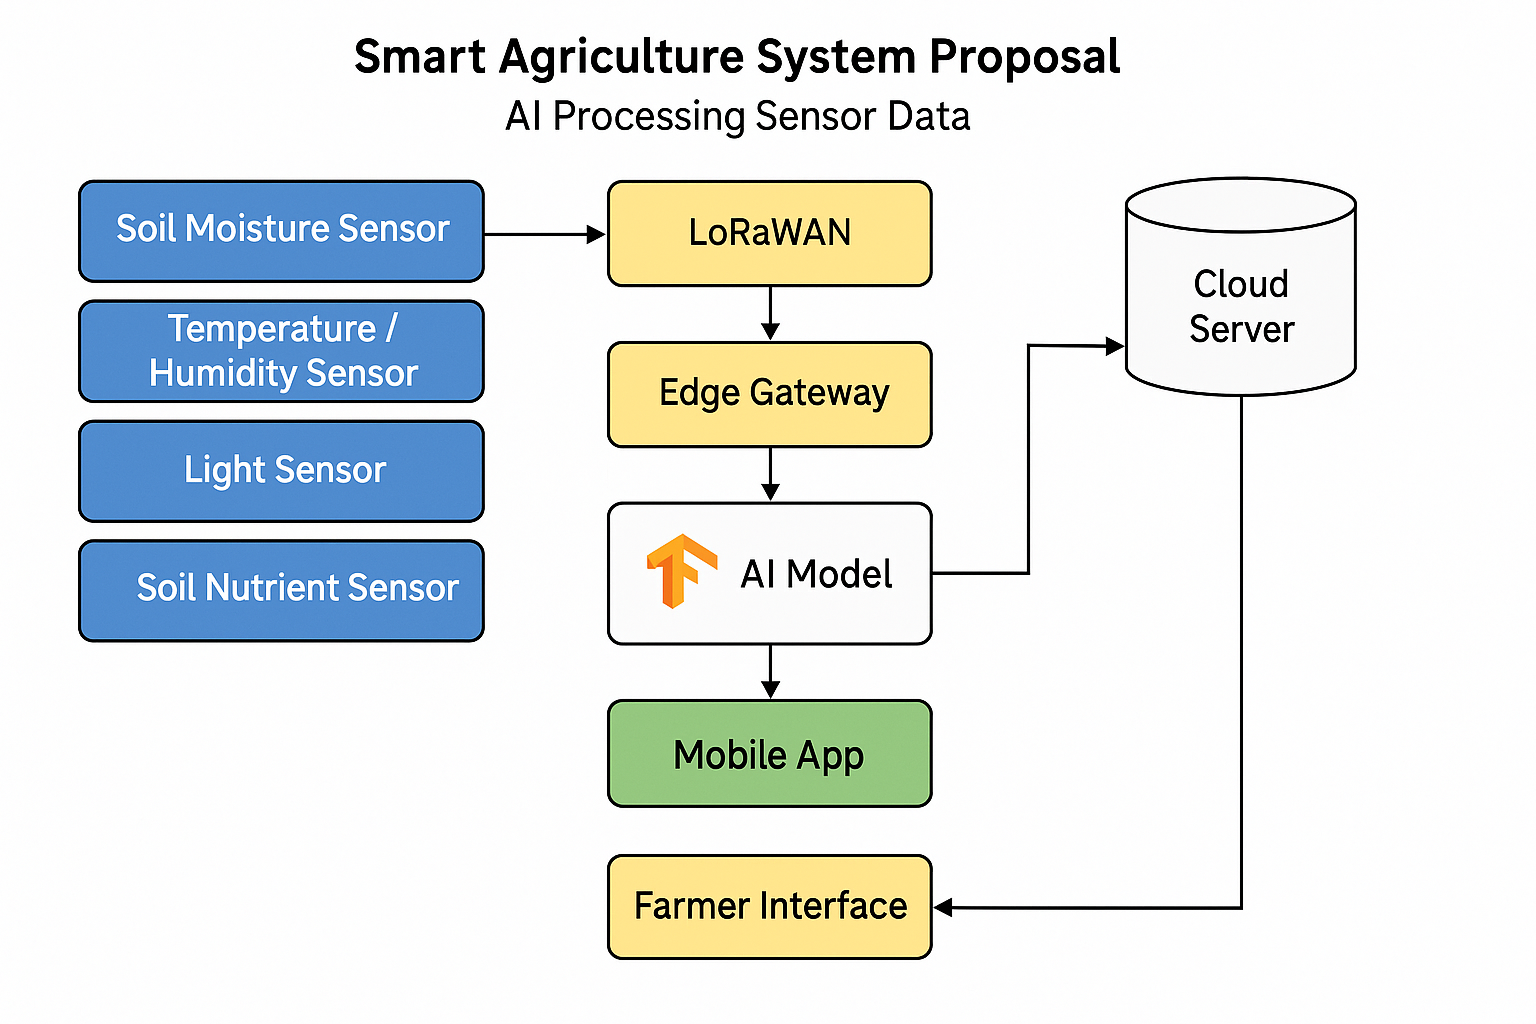 Smart Agriculture System Proposal
AI Processing Sensor Data
Soil Moisture Sensor
Temperature /
Humidity Sensor
Light Sensor
Soil Nutrient Sensor
LoRaWAN
Edge Gateway
AI Model
Mobile App
Farmer Interface
Cloud
Server